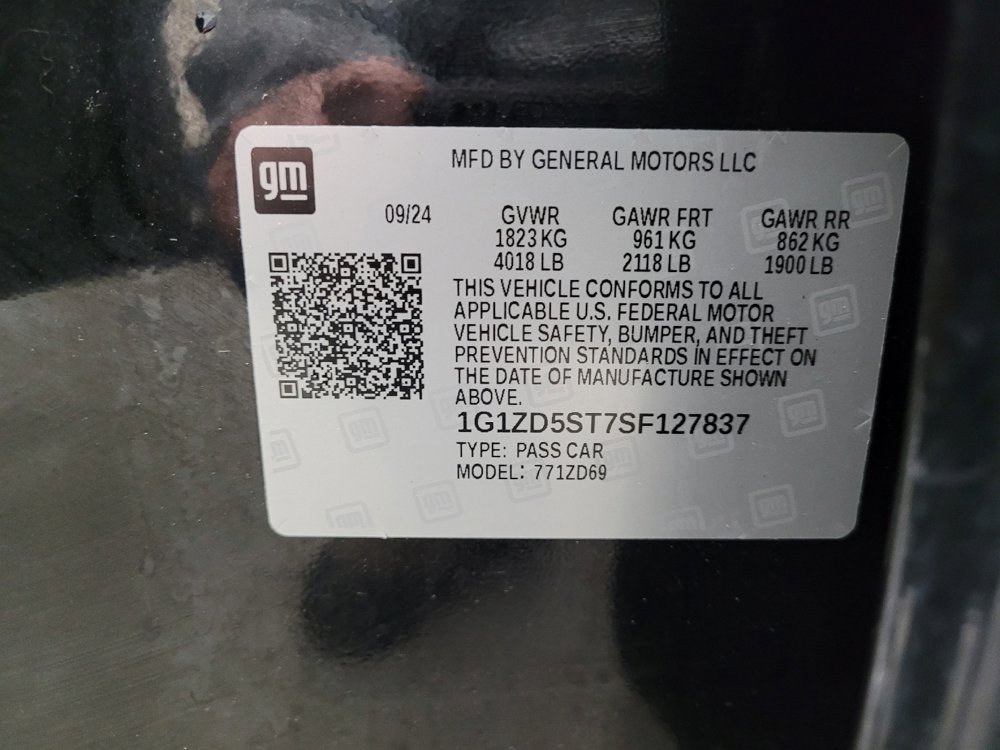 gm
MFD BY GENERAL MOTORS LLC
09/24 GVWR GAWR FRT GAWR RR
1823 KG 961 KG 862 KG
4018 LB 2118 LB 1900 LB
THIS VEHICLE CONFORMS TO ALL
APPLICABLE U.S. FEDERAL MOTOR
VEHICLE SAFETY, BUMPER, AND THEFT
PREVENTION STANDARDS IN EFFECT ON
THE DATE OF MANUFACTURE SHOWN
ABOVE.
1G1ZD5ST7SF127837
TYPE: PASS CAR
MODEL: 771ZD69